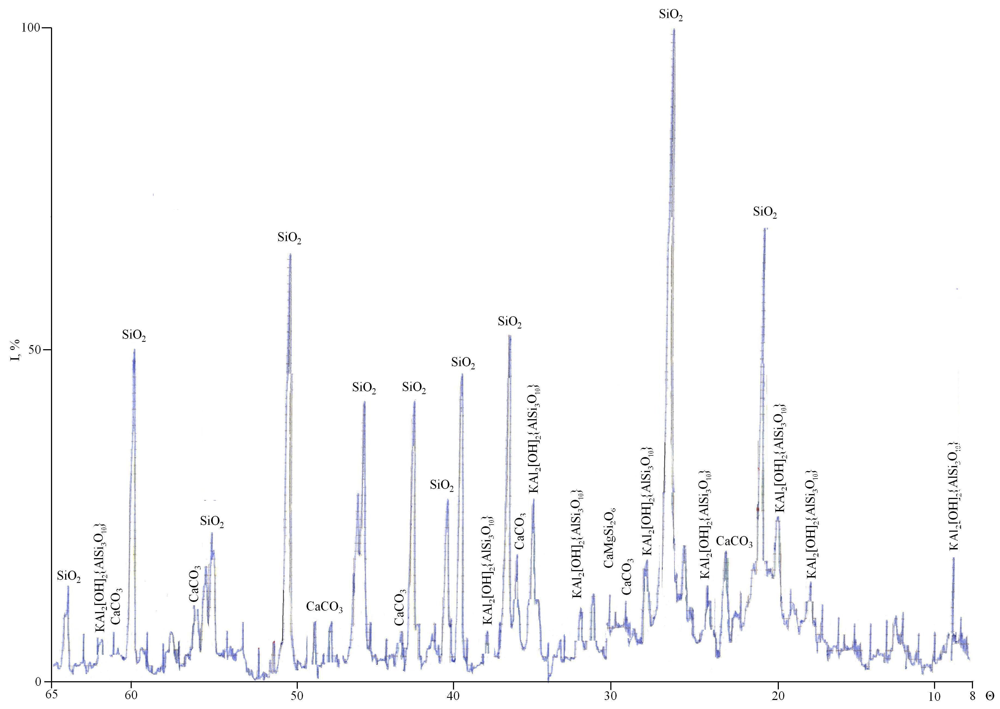 SiO₂
100
SiO₂
SiO₂
SiO₂
SiO₂
I, %
50
SiO₂
SiO₂
SiO₂
KAl₂[OH]₂{AlSi₃O₁₀}
KAl₂[OH]₂{AlSi₃O₁₀}
KAl₂[OH]₂{AlSi₃O₁₀}
KAl₂[OH]₂{AlSi₃O₁₀}
KAl₂[OH]₂{AlSi₃O₁₀}
KAl₂[OH]₂{AlSi₃O₁₀}
SiO₂
KAl₂[OH]₂{AlSi₃O₁₀}
CaMgSi₂O₆
CaCO₃
SiO₂
KAl₂[OH]₂{AlSi₃O₁₀}
KAl₂[OH]₂{AlSi₃O₁₀}
CaCO₃
CaCO₃
CaCO₃
SiO₂
CaCO₃
CaCO₃
CaCO₃
0
65 60 50 40 30 20 10 8 Θ